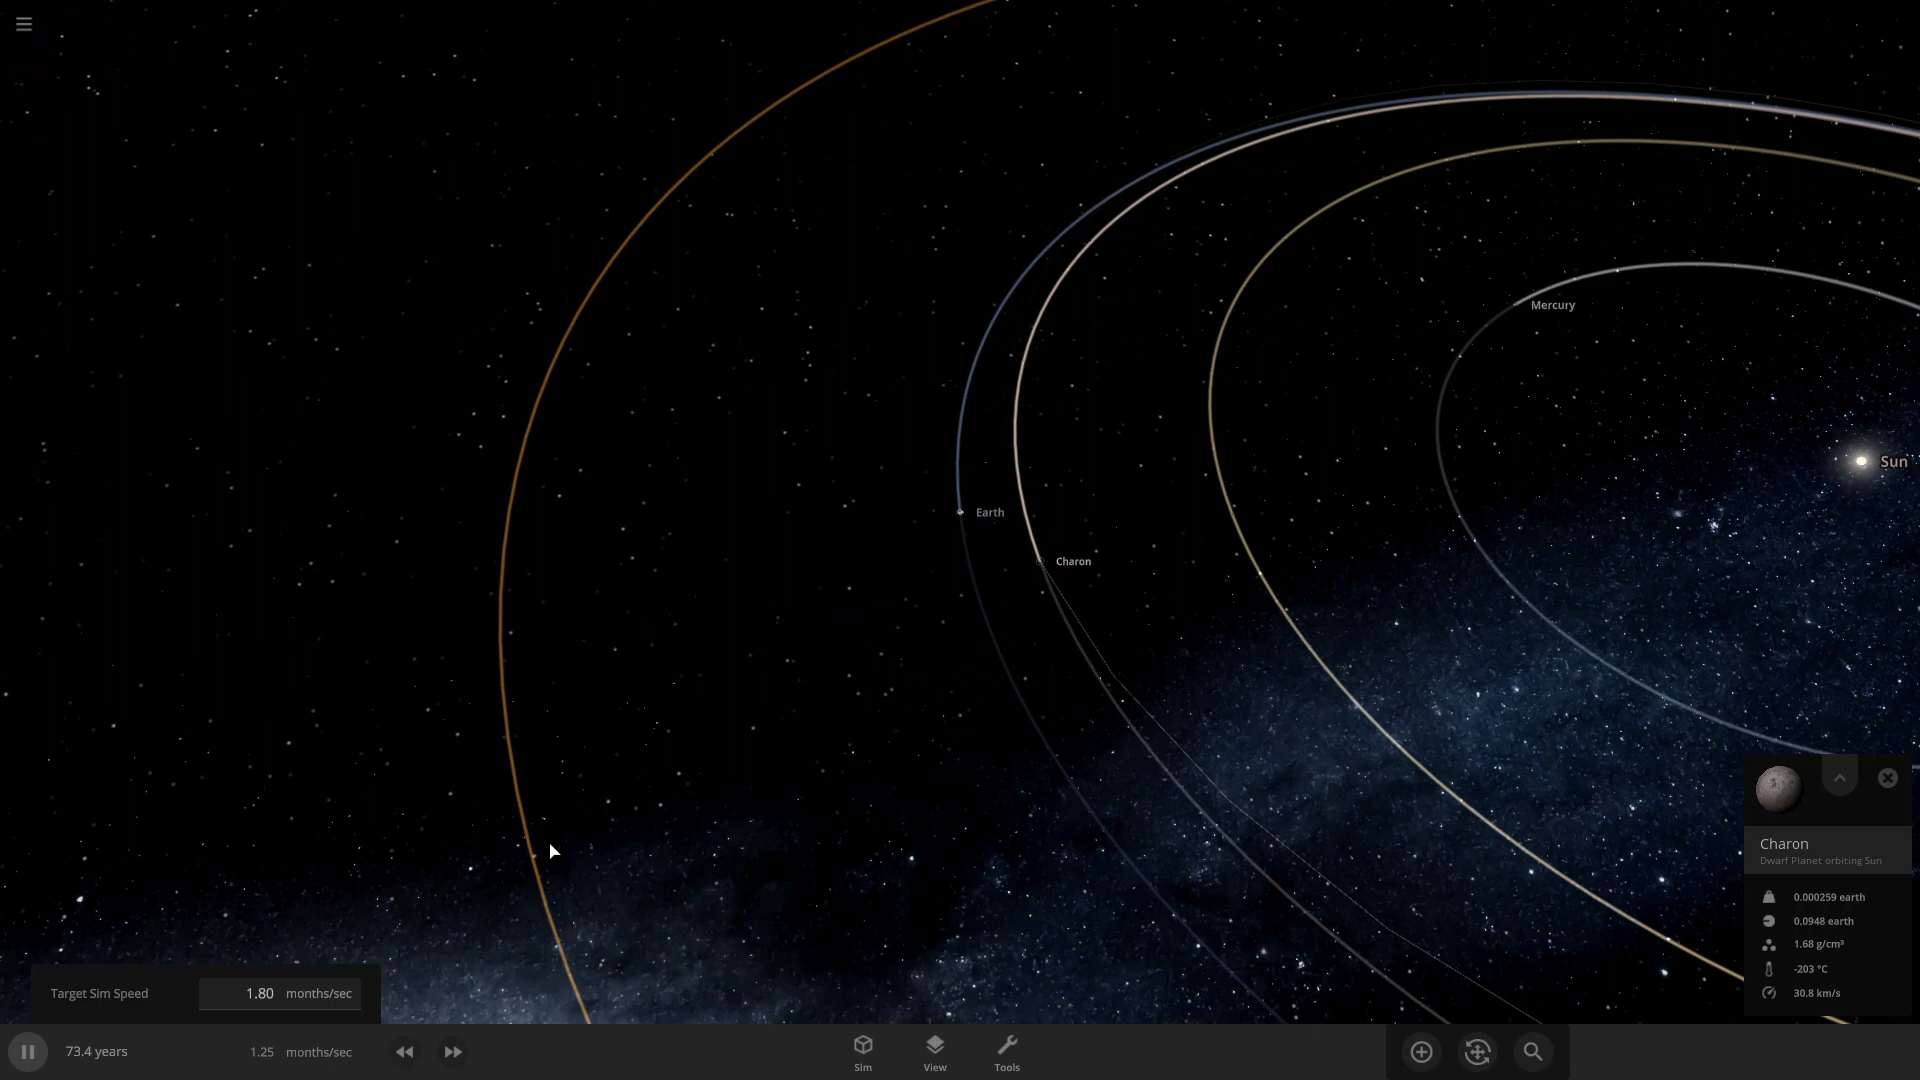 Mercury
Sun
Earth
Charon
Charon
Dwarf Planet orbiting Sun
0.000259 earth
0.0948 earth
1.68 g/cm³
-203 °C
30.8 km/s
Target Sim Speed 1.80 months/sec
73.4 years 1.25 months/sec
Sim View Tools